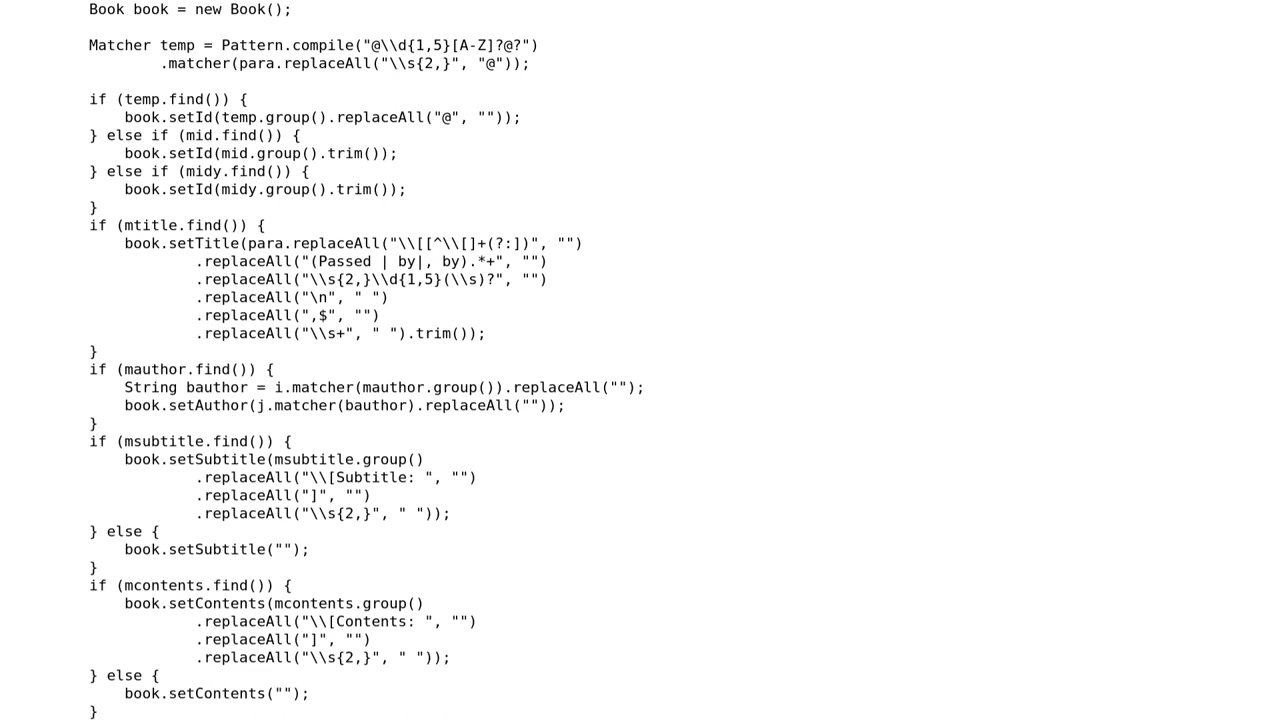 Book book = new Book();
Matcher temp = Pattern.compile("@\\d{1,5}[A-Z]?@?")
.matcher(para.replaceAll("\\s{2,}", "@"));
if (temp.find()) {
book.setId(temp.group().replaceAll("@", ""));
} else if (mid.find()) {
book.setId(mid.group().trim());
} else if (midy.find()) {
book.setId(midy.group().trim());
}
if (mtitle.find()) {
book.setTitle(para.replaceAll("\\[[^\\[]+(?:])", "")
.replaceAll("(Passed | by|, by).*+", "")
.replaceAll("\\s{2,}\\d{1,5}(\\s)?", "")
.replaceAll("\n", " ")
.replaceAll(",$", "")
.replaceAll("\\s+", " ").trim());
}
if (mauthor.find()) {
String bauthor = i.matcher(mauthor.group()).replaceAll("");
book.setAuthor(j.matcher(bauthor).replaceAll(""));
}
if (msubtitle.find()) {
book.setSubtitle(msubtitle.group()
.replaceAll("\\[Subtitle: ", "")
.replaceAll("]", "")
.replaceAll("\\s{2,}", " "));
} else {
book.setSubtitle("");
}
if (mcontents.find()) {
book.setContents(mcontents.group()
.replaceAll("\\[Contents: ", "")
.replaceAll("]", "")
.replaceAll("\\s{2,}", " "));
} else {
book.setContents("");
}